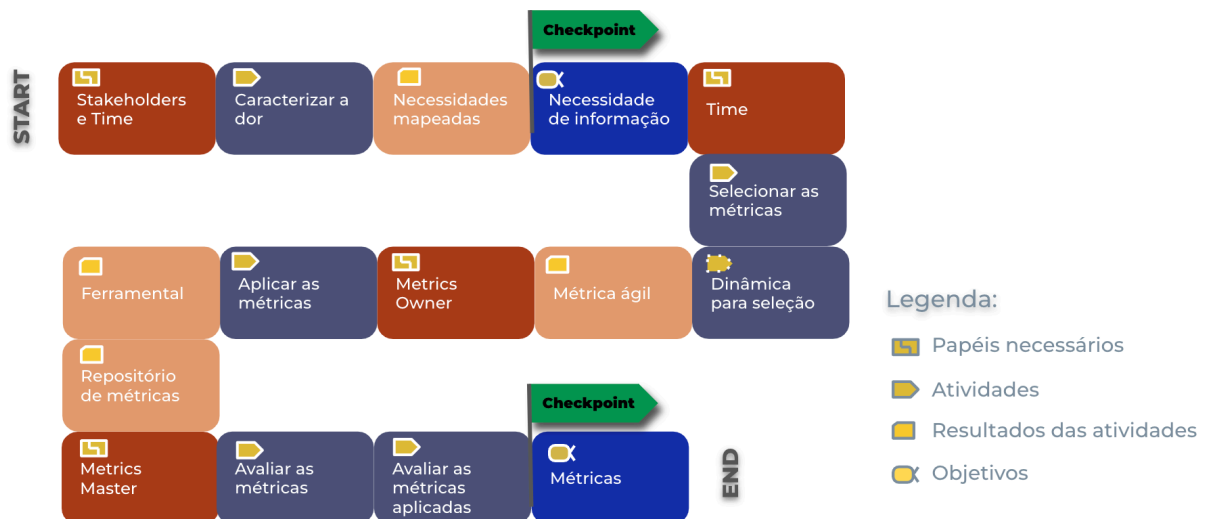 Checkpoint
START
Stakeholders
e Time
Caracterizar a
dor
Necessidades
mapeadas
Necessidade
de informação
Time
Selecionar as
métricas
Ferramental
Aplicar as
métricas
Metrics
Owner
Métrica ágil
Dinâmica
para seleção
Repositório
de métricas
Checkpoint
Metrics
Master
Avaliar as
métricas
Avaliar as
métricas
aplicadas
Métricas
END
Legenda:
Papéis necessários
Atividades
Resultados das atividades
Objetivos